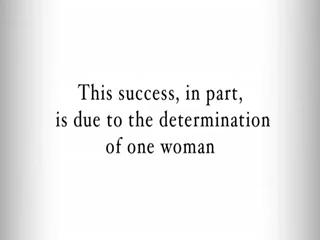 This success, in part,
is due to the determination
of one woman